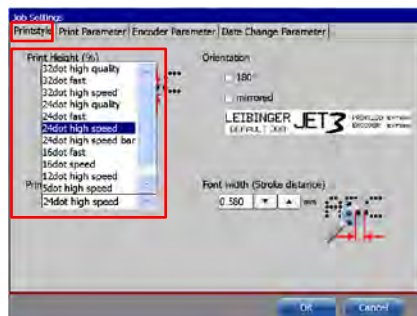 Job Settings
Printstyle Print Parameter Encoder Parameter Date Change Parameter
Print Height (%)
Orientation
32dot high quality
32dot fast
32dot high speed
24dot high quality
24dot fast
24dot high speed
24dot high speed bar
16dot fast
16dot speed
12dot high speed
5dot high speed
24dot high speed
180°
mirrored
LEIBINGER JET3
DEFAULT JOB
Font width (Stroke distance)
0.580 mm
ABC
OK Cancel